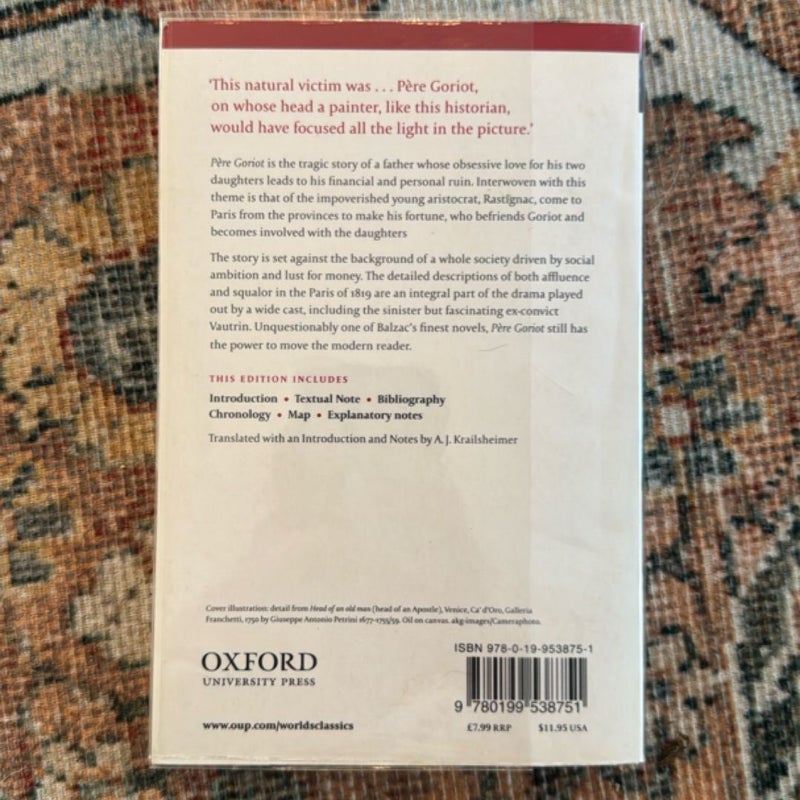 'This natural victim was . . . Père Goriot,
on whose head a painter, like this historian,
would have focused all the light in the picture.'
Père Goriot is the tragic story of a father whose obsessive love for his two
daughters leads to his financial and personal ruin. Interwoven with this
theme is that of the impoverished young aristocrat, Rastignac, come to
Paris from the provinces to make his fortune, who befriends Goriot and
becomes involved with the daughters
The story is set against the background of a whole society driven by social
ambition and lust for money. The detailed descriptions of both affluence
and squalor in the Paris of 1819 are an integral part of the drama played
out by a wide cast, including the sinister but fascinating ex-convict
Vautrin. Unquestionably one of Balzac's finest novels, Père Goriot still has
the power to move the modern reader.
THIS EDITION INCLUDES
Introduction • Textual Note • Bibliography
Chronology • Map • Explanatory notes
Translated with an Introduction and Notes by A. J. Krailsheimer
Cover illustration: detail from Head of an old man (head of an Apostle), Venice, Ca' d'Oro, Galleria
Franchetti, 1750 by Giuseppe Antonio Petrini 1677-1755/59. Oil on canvas. akg-images/Cameraphoto.
OXFORD
UNIVERSITY PRESS
www.oup.com/worldsclassics
ISBN 978-0-19-953875-1
9 780199 538751
£7.99 RRP $11.95 USA